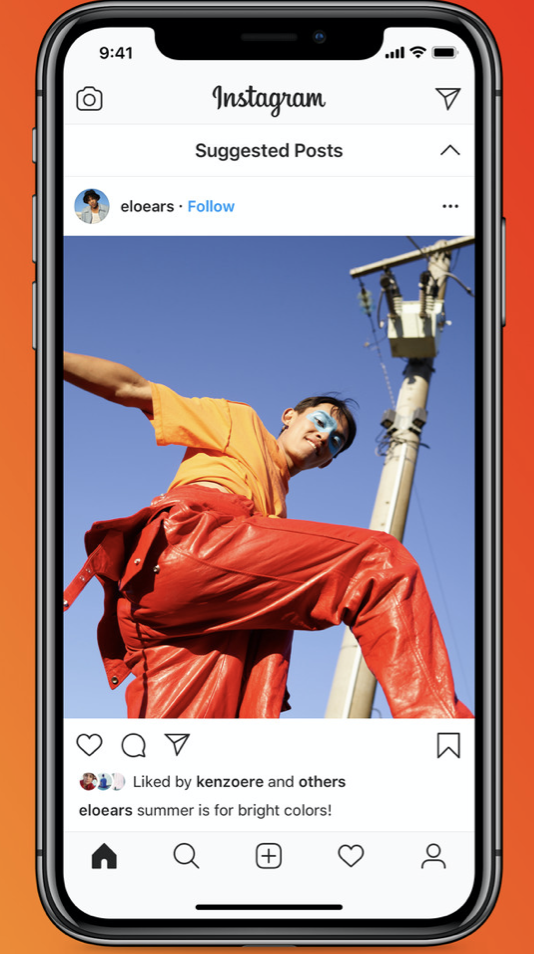 9:41
Instagram
Suggested Posts
eloears · Follow
Liked by kenzoere and others
eloears summer is for bright colors!